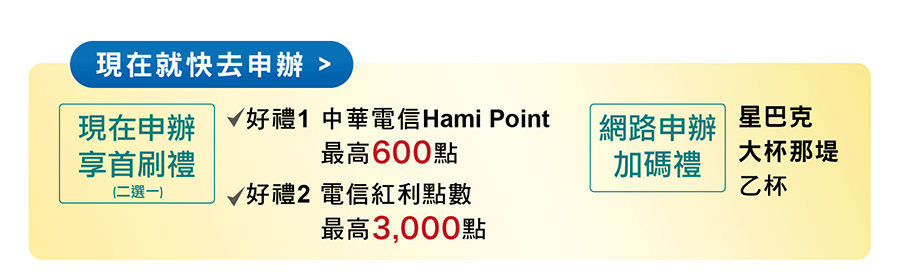 現在就快去申辦 >
現在申辦
享首刷禮
(二選一)
✓好禮1 中華電信Hami Point
最高600點
✓好禮2 電信紅利點數
最高3,000點
網路申辦
加碼禮
星巴克
大杯那堤
乙杯